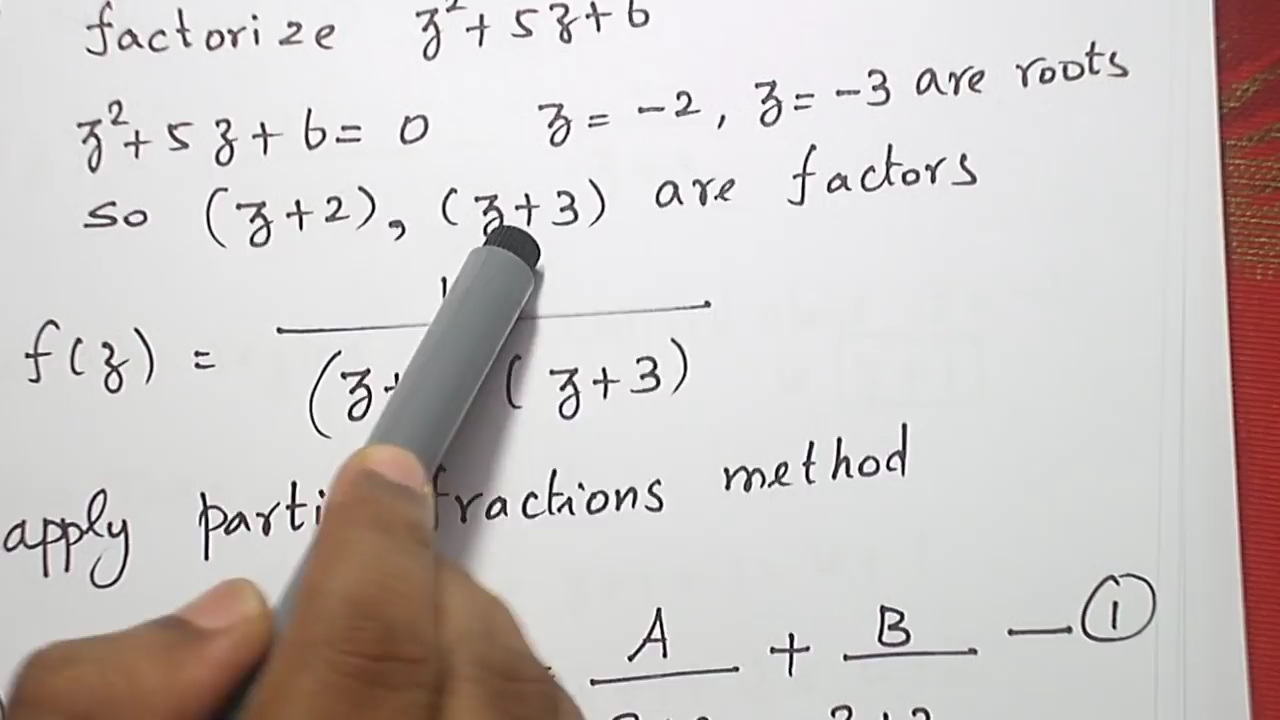 factorize z² + 5z + 6
z² + 5z + 6 = 0 z = -2, z = -3 are roots
so (z+2), (z+3) are factors
f(z) =
(z+ (z+3)
apply fractions method
A + B — ①